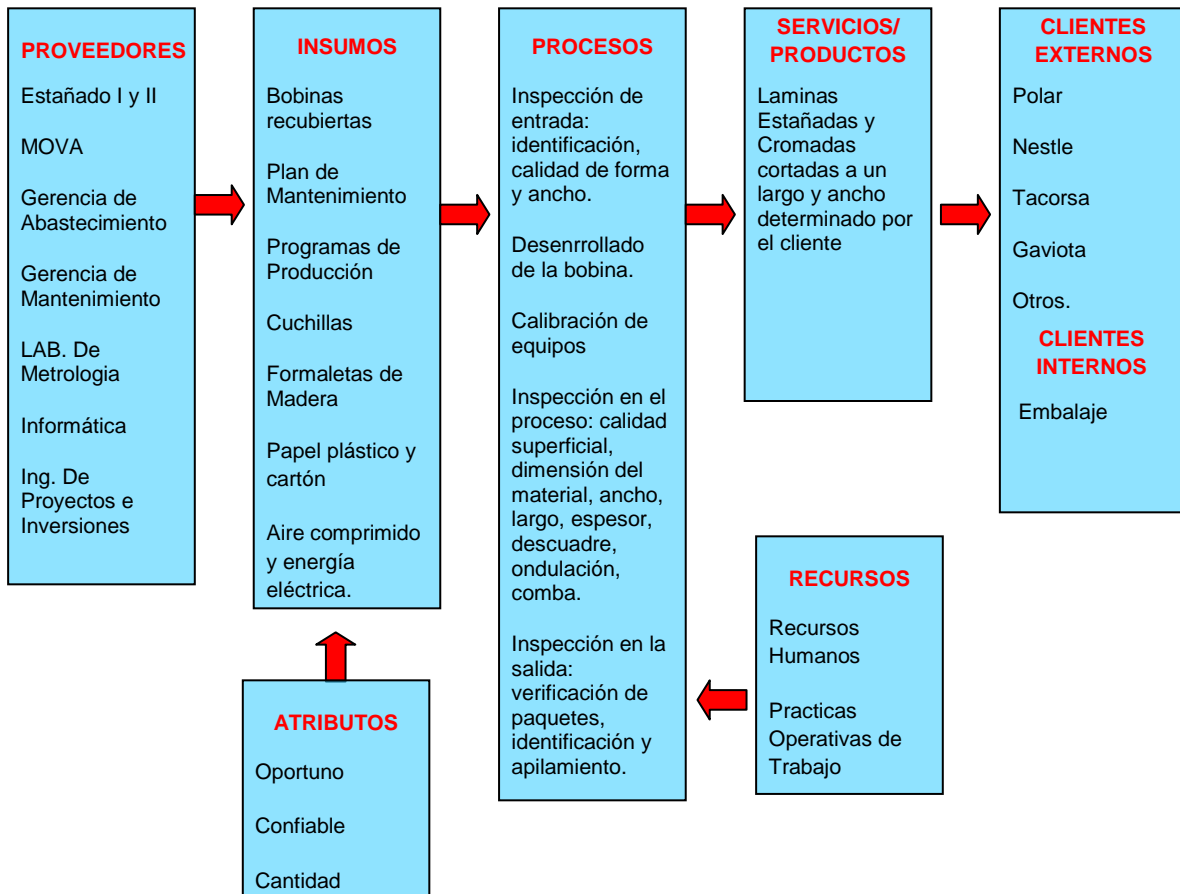 PROVEEDORES
Estañado I y II
MOVA
Gerencia de
Abastecimiento
Gerencia de
Mantenimiento
LAB. De
Metrologia
Informática
Ing. De
Proyectos e
Inversiones
INSUMOS
Bobinas
recubiertas
Plan de
Mantenimiento
Programas de
Producción
Cuchillas
Formaletas de
Madera
Papel plástico y
cartón
Aire comprimido
y energía
eléctrica.
ATRIBUTOS
Oportuno
Confiable
Cantidad
PROCESOS
Inspección de
entrada:
identificación,
calidad de forma
y ancho.
Desenrrollado
de la bobina.
Calibración de
equipos
Inspección en el
proceso: calidad
superficial,
dimensión del
material, ancho,
largo, espesor,
descuadre,
ondulación,
comba.
Inspección en la
salida:
verificación de
paquetes,
identificación y
apilamiento.
SERVICIOS/
PRODUCTOS
Laminas
Estañadas y
Cromadas
cortadas a un
largo y ancho
determinado por
el cliente
RECURSOS
Recursos
Humanos
Practicas
Operativas de
Trabajo
CLIENTES
EXTERNOS
Polar
Nestle
Tacorsa
Gaviota
Otros.
CLIENTES
INTERNOS
Embalaje